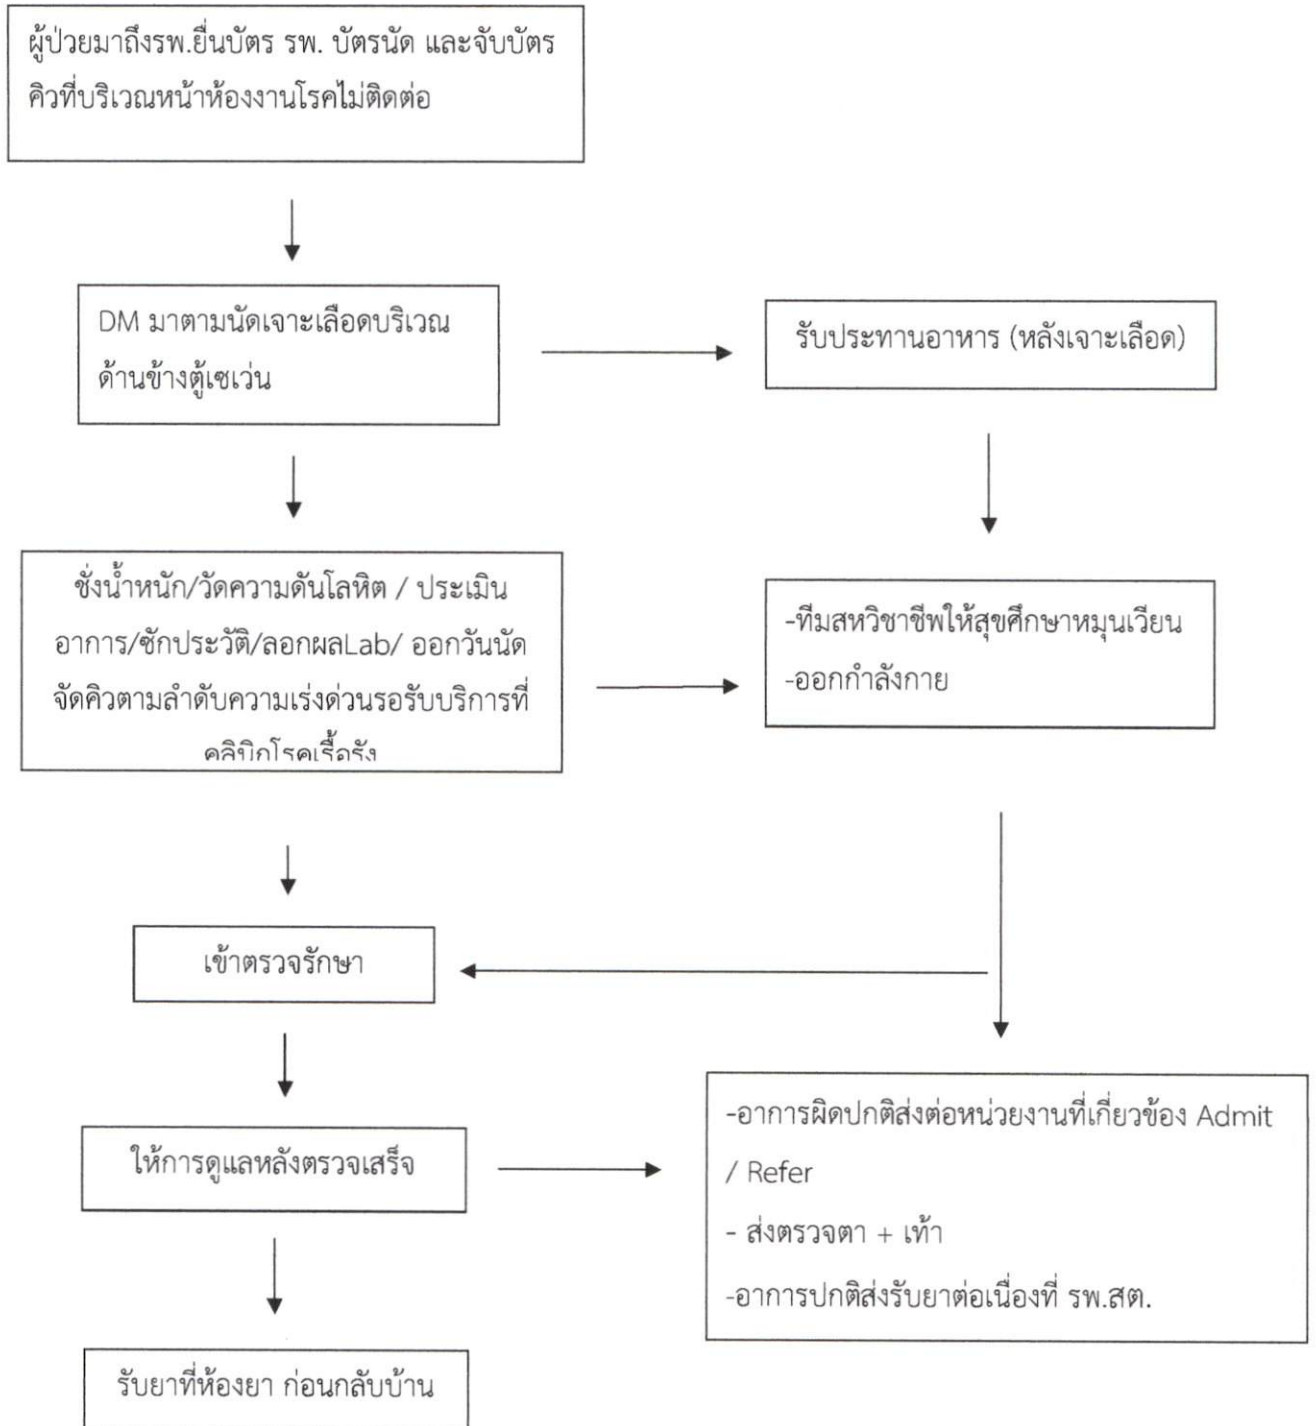 ผู้ป่วยมาถึงรพ.ยื่นบัตร รพ. บัตรนัด และจับบัตร
คิวที่บริเวณหน้าห้องงานโรคไม่ติดต่อ
DM มาตามนัดเจาะเลือดบริเวณ
ด้านข้างตู้เซเว่น
รับประทานอาหาร (หลังเจาะเลือด)
ชั่งน้ำหนัก/วัดความดันโลหิต / ประเมิน
อาการ/ซักประวัติ/ลอกผลLab/ ออกวันนัด
จัดคิวตามลำดับความเร่งด่วนรอรับบริการที่
คลินิกโรคเรื้อรัง
-ทีมสหวิชาชีพให้สุขศึกษาหมุนเวียน
-ออกกำลังกาย
เข้าตรวจรักษา
ให้การดูแลหลังตรวจเสร็จ
-อาการผิดปกติส่งต่อหน่วยงานที่เกี่ยวข้อง Admit
/ Refer
- ส่งตรวจตา + เท้า
-อาการปกติส่งรับยาต่อเนื่องที่ รพ.สต.
รับยาที่ห้องยา ก่อนกลับบ้าน